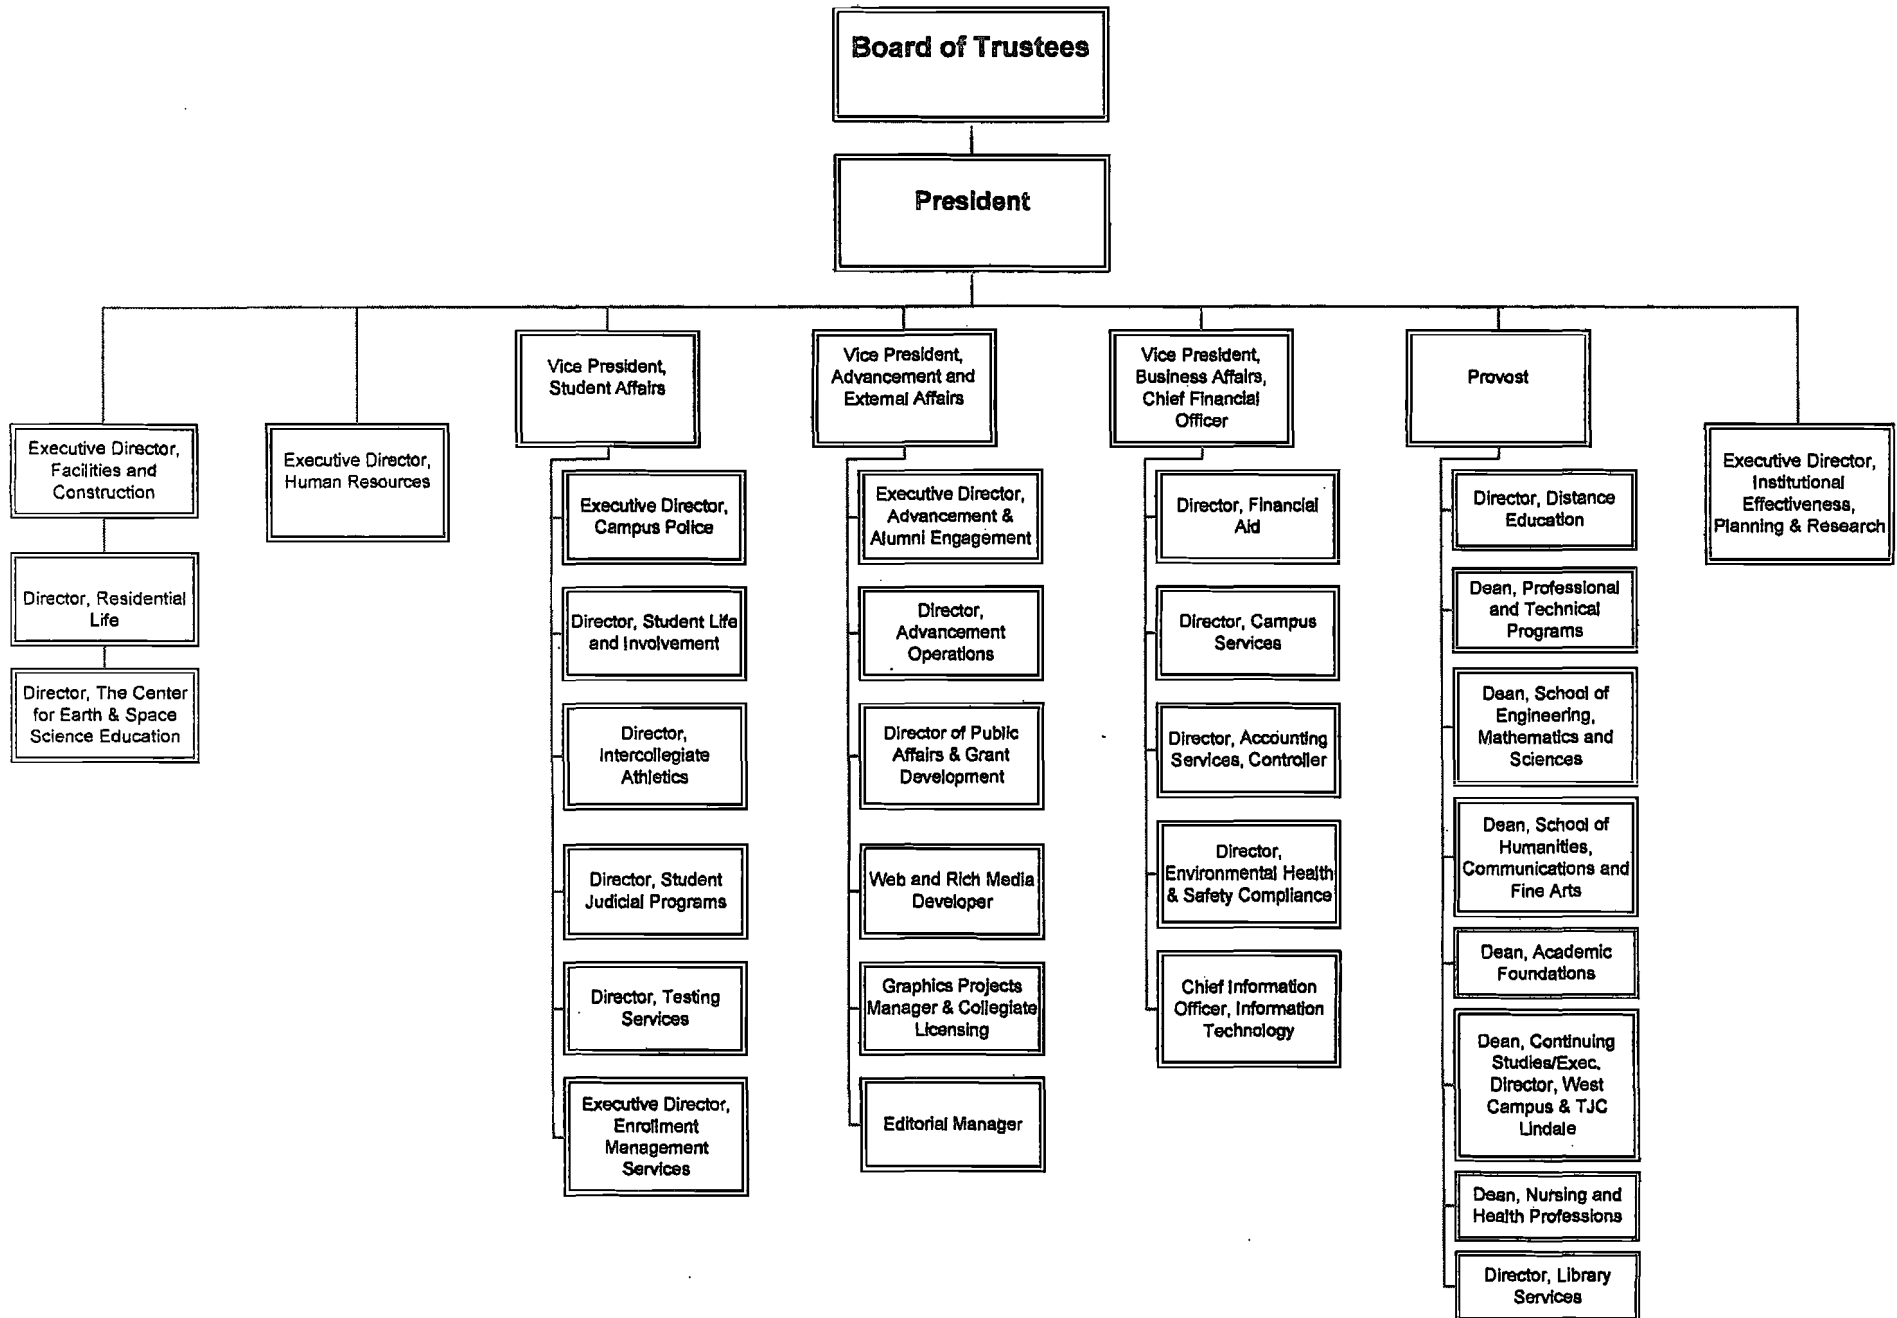 Board of Trustees
President
Vice President,
Student Affairs
Vice President,
Advancement and
External Affairs
Vice President,
Business Affairs,
Chief Financial
Officer
Provost
Executive Director,
Facilities and
Construction
Director, Residential
Life
Director, The Center
for Earth & Space
Science Education
Executive Director,
Human Resources
Executive Director,
Campus Police
Director, Student Life
and Involvement
Director,
Intercollegiate
Athletics
Director, Student
Judicial Programs
Director, Testing
Services
Executive Director,
Enrollment
Management
Services
Executive Director,
Advancement &
Alumni Engagement
Director,
Advancement
Operations
Director of Public
Affairs & Grant
Development
Web and Rich Media
Developer
Graphics Projects
Manager & Collegiate
Licensing
Editorial Manager
Director, Financial
Aid
Director, Campus
Services
Director, Accounting
Services, Controller
Director,
Environmental Health
& Safety Compliance
Chief Information
Officer, Information
Technology
Director, Distance
Education
Dean, Professional
and Technical
Programs
Dean, School of
Engineering,
Mathematics and
Sciences
Dean, School of
Humanities,
Communications and
Fine Arts
Dean, Academic
Foundations
Dean, Continuing
Studies/Exec.
Director, West
Campus & TJC
Lindale
Dean, Nursing and
Health Professions
Director, Library
Services
Executive Director,
Institutional
Effectiveness,
Planning & Research